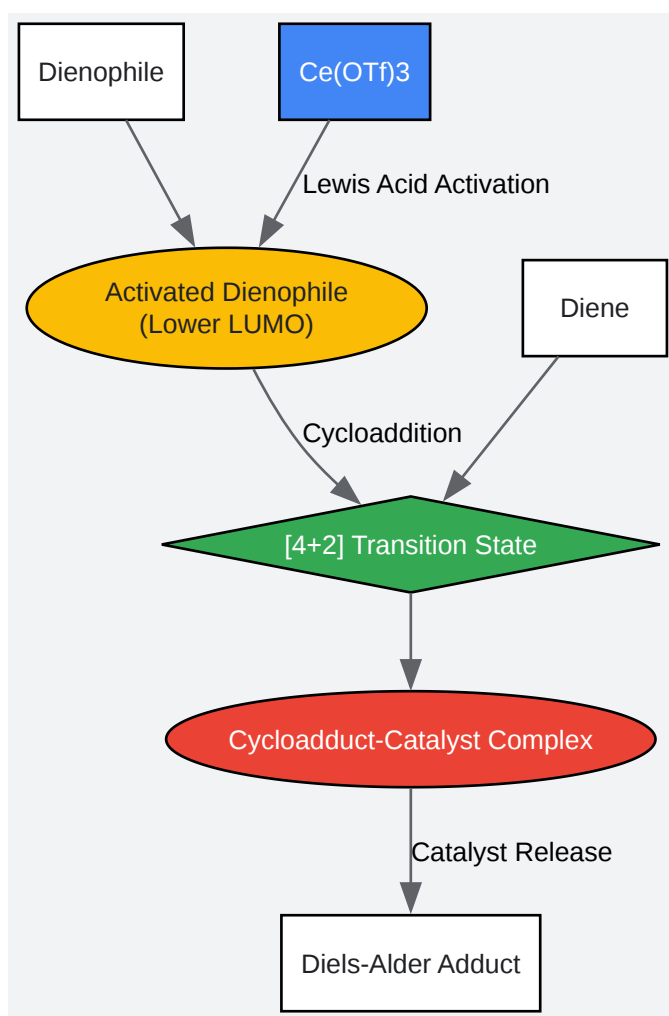 Dienophile
Ce(OTf)3
Lewis Acid Activation
Activated Dienophile
(Lower LUMO)
Diene
Cycloaddition
[4+2] Transition State
Cycloadduct-Catalyst Complex
Catalyst Release
Diels-Alder Adduct